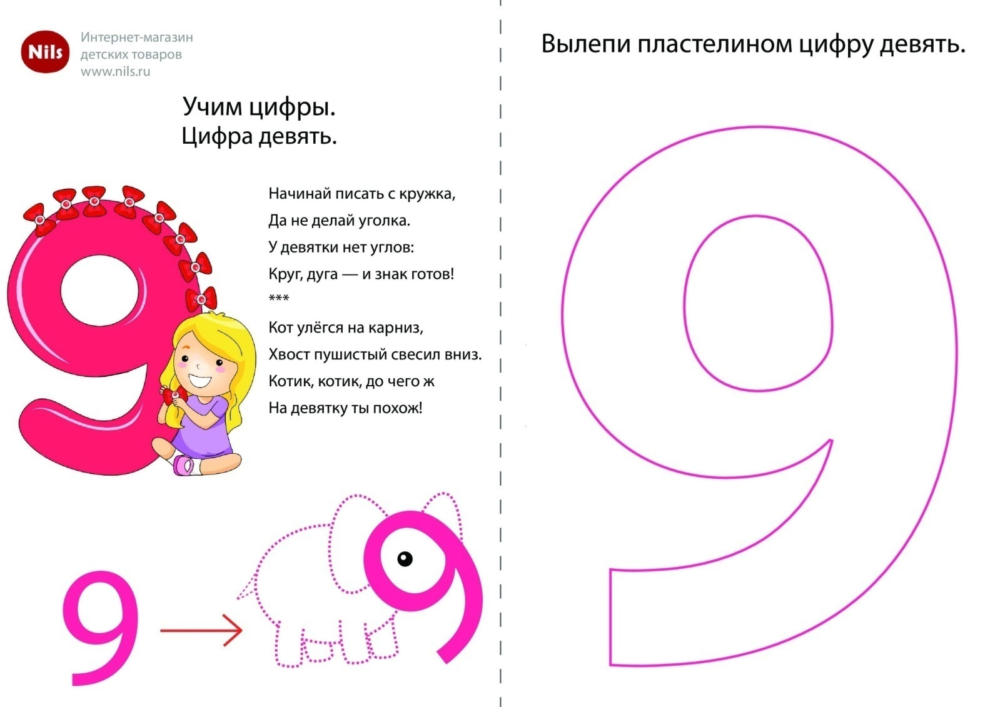 Nils
Интернет-магазин
детских товаров
www.nils.ru
Учим цифры.
Цифра девять.
Начинай писать с кружка,
Да не делай уголка.
У девятки нет углов:
Круг, дуга — и знак готов!
***
Кот улёгся на карниз,
Хвост пушистый свесил вниз.
Котик, котик, до чего ж
На девятку ты похож!
9
9
9
Вылепи пластелином цифру девять.
9